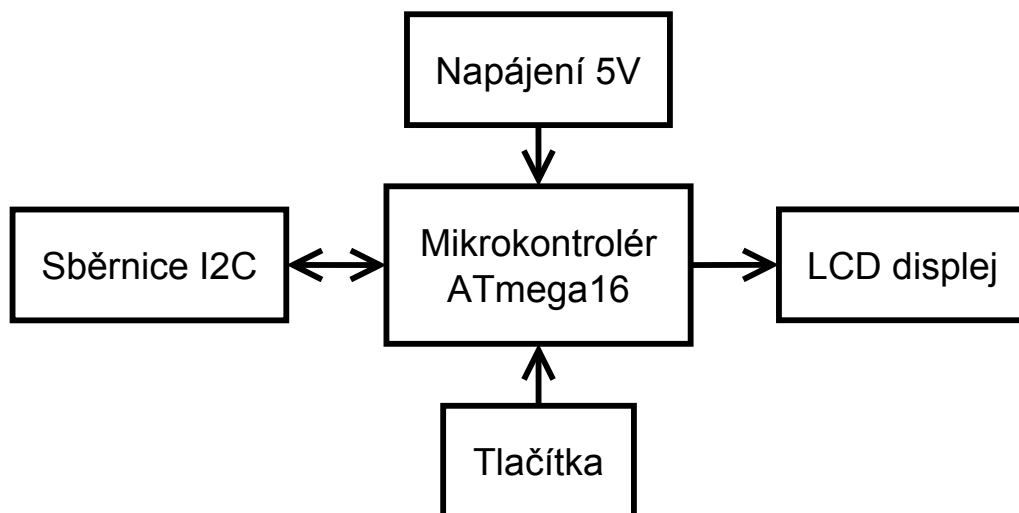 Napájení 5V
Sběrnice I2C
Mikrokontrolér
ATmega16
LCD displej
Tlačítka